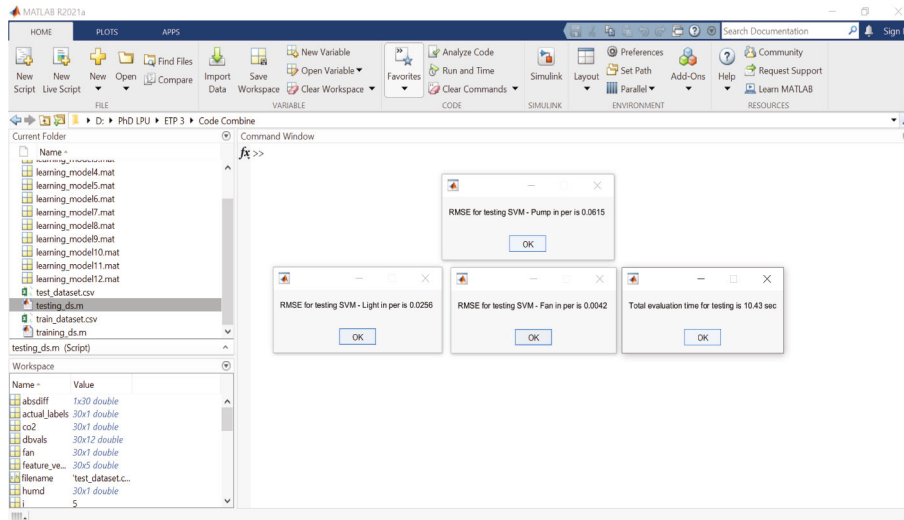 MATLAB R2021a
HOME PLOTS APPS
Search Documentation
Sign
New Script
New Live Script
New
Open
Find Files
Compare
Import Data
Save Workspace
New Variable
Open Variable
Clear Workspace
Favorites
Analyze Code
Run and Time
Clear Commands
Simulink
Layout
Preferences
Set Path
Parallel
Add-Ons
Help
Community
Request Support
Learn MATLAB
FILE VARIABLE CODE SIMULINK ENVIRONMENT RESOURCES
D: PhD LPU ETP 3 Code Combine
Current Folder
Name
learning_model4.mat
learning_model5.mat
learning_model6.mat
learning_model7.mat
learning_model8.mat
learning_model9.mat
learning_model10.mat
learning_model11.mat
learning_model12.mat
test_dataset.csv
testing_ds.m
train_dataset.csv
training_ds.m
testing_ds.m (Script)
Workspace
Name Value
absdiff 1x30 double
actual_labels 30x1 double
co2 30x1 double
dbvals 30x12 double
fan 30x1 double
feature_ve... 30x5 double
filename 'test_dataset.c...
humd 30x1 double
i 5
Command Window
fx >>
RMSE for testing SVM - Pump in per is 0.0615
OK
RMSE for testing SVM - Light in per is 0.0256
OK
RMSE for testing SVM - Fan in per is 0.0042
OK
Total evaluation time for testing is 10.43 sec
OK